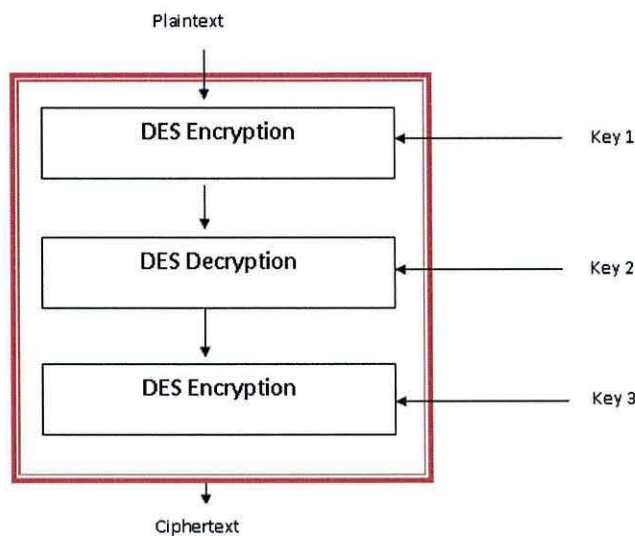 Plaintext
DES Encryption
Key 1
DES Decryption
Key 2
DES Encryption
Key 3
Ciphertext